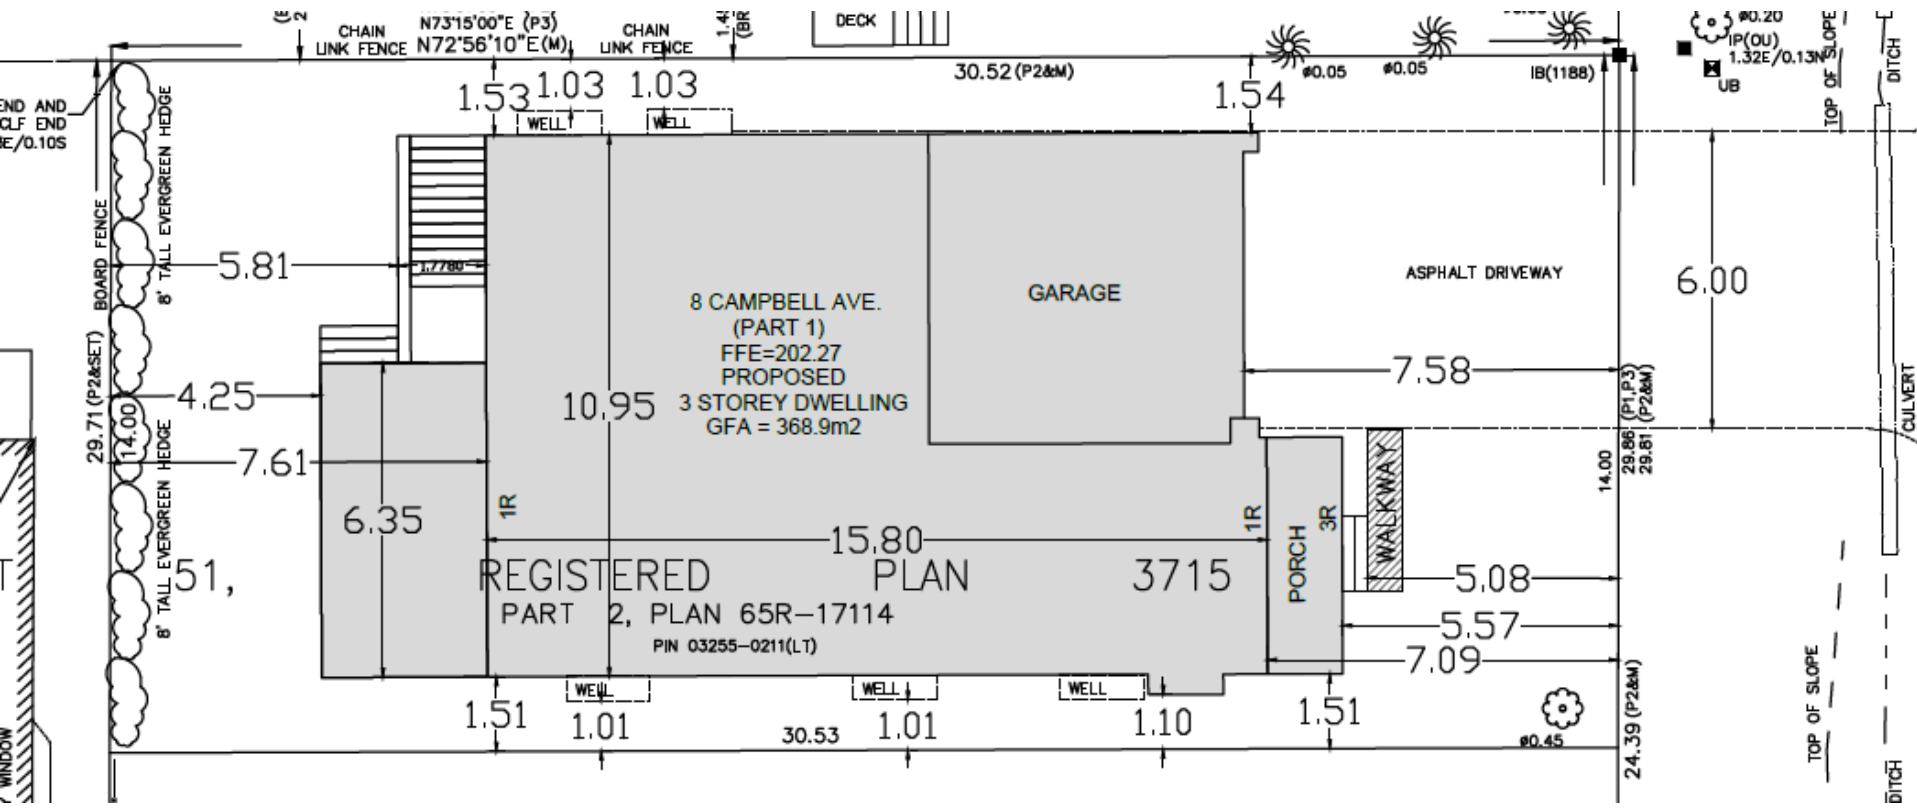 N73°15'00"E (P3)
CHAIN
LINK FENCE
N72°56'10"E(M)
CHAIN
LINK FENCE
DECK
ø0.20
IP(OU)
1.32E/0.13N
UB
TOP OF SLOPE
DITCH
30.52 (P2&M)
ø0.05
ø0.05
IB(1188)
END AND
CLF END
E/0.10S
1.53
1.03
1.03
1.54
WELL
WELL
8' TALL EVERGREEN HEDGE
BOARD FENCE
5.81
1.7780
8 CAMPBELL AVE.
(PART 1)
FFE=202.27
PROPOSED
3 STOREY DWELLING
GFA = 368.9m2
GARAGE
ASPHALT DRIVEWAY
6.00
7.58
4.25
10.95
29.71 (P2&SET)
14.00
7.61
6.35
1R
15.80
1R
PORCH
3R
WALKWAY
14.00
29.86 (P1,P3)
29.81 (P2&M)
CULVERT
8' TALL EVERGREEN HEDGE
T 51, REGISTERED PLAN 3715
PART 2, PLAN 65R-17114
PIN 03255-0211(LT)
5.08
5.57
7.09
WELL
WELL
WELL
1.51
1.01
1.01
1.10
1.51
30.53
ø0.45
24.39 (P2&M)
TOP OF SLOPE
DITCH
WINDOW